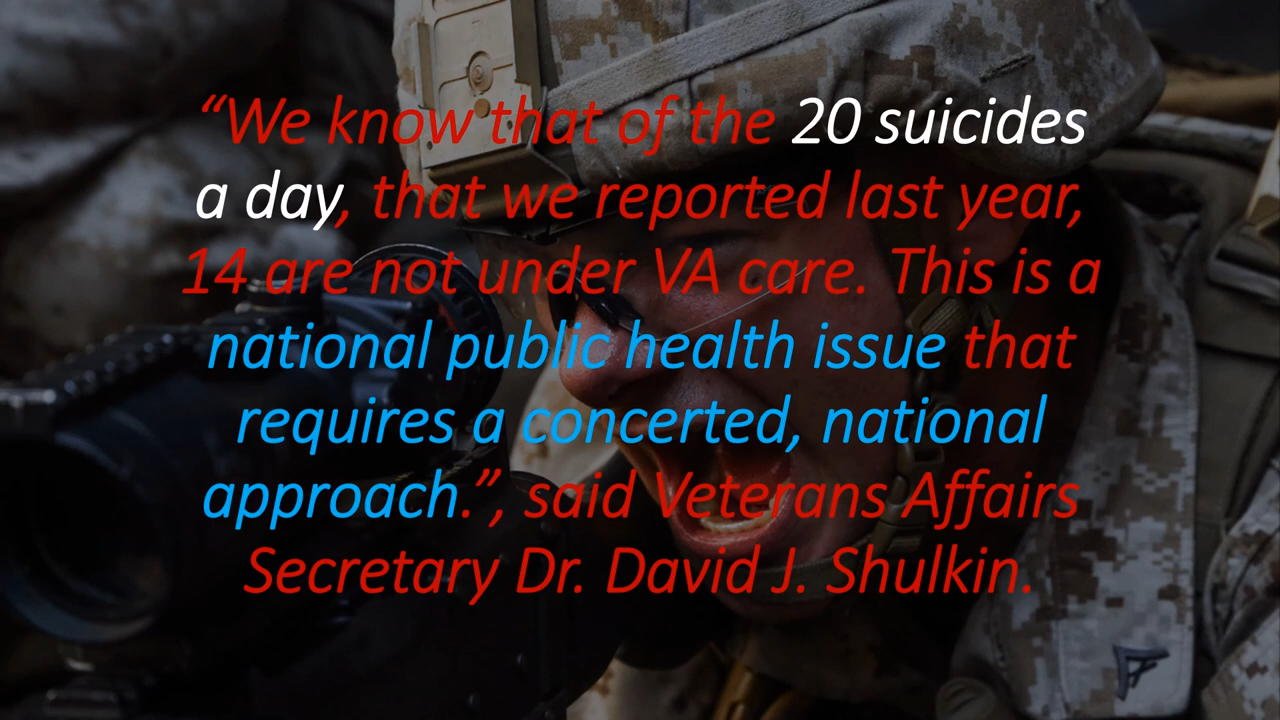 “We know that of the 20 suicides
a day, that we reported last year,
14 are not under VA care. This is a
national public health issue that
requires a concerted, national
approach.”, said Veterans Affairs
Secretary Dr. David J. Shulkin.